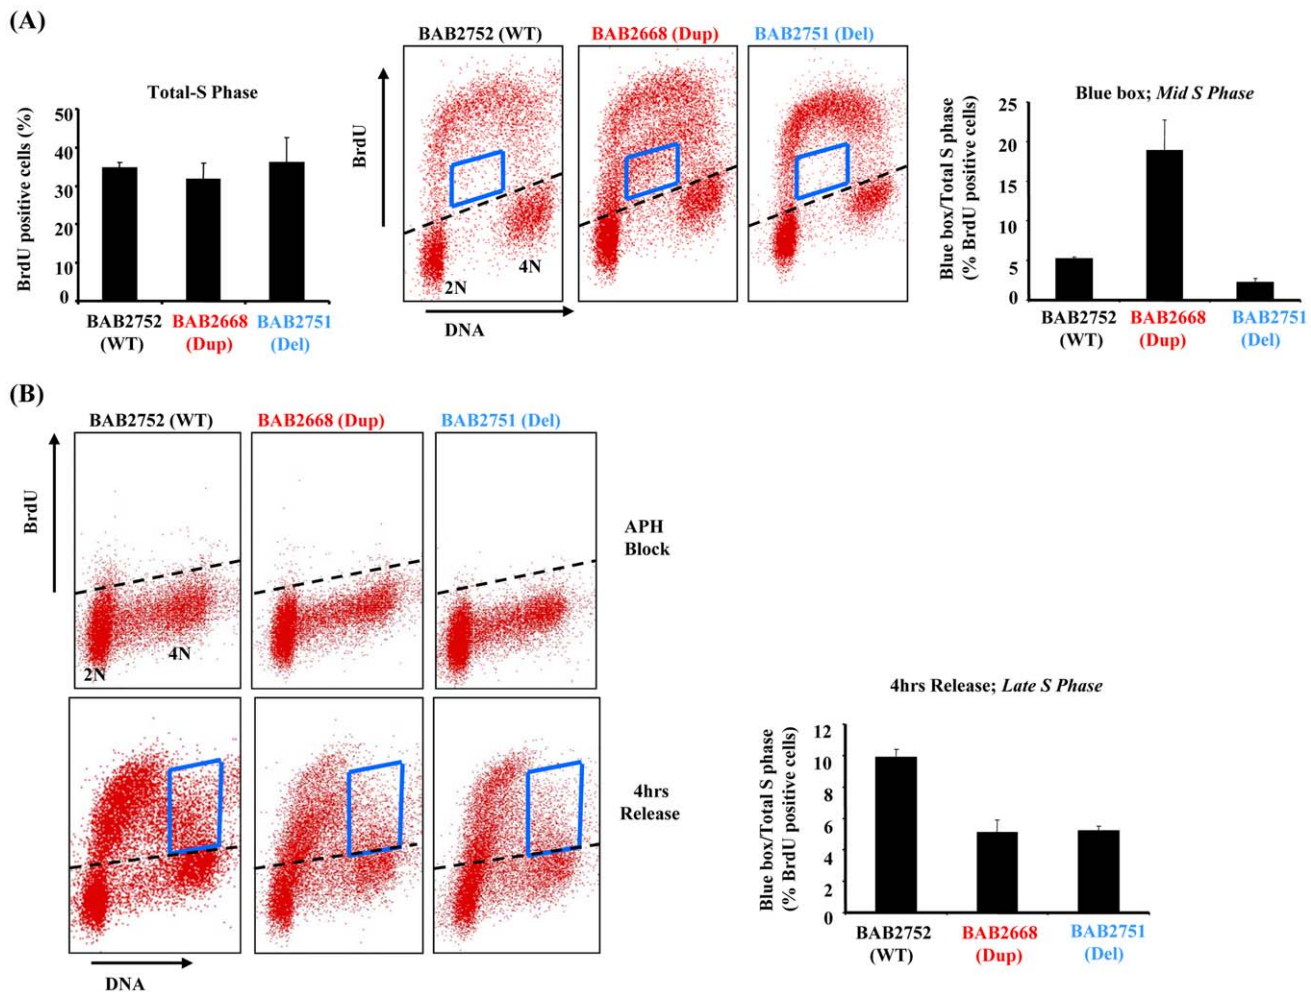 (A)
Total-S Phase
BrdU positive cells (%)
50
40
30
20
10
0
BAB2752
(WT)
BAB2668
(Dup)
BAB2751
(Del)
BAB2752 (WT)
BAB2668 (Dup)
BAB2751 (Del)
BrdU
2N
4N
DNA
Blue box; Mid S Phase
Blue box/Total S phase
(% BrdU positive cells)
25
20
15
10
5
0
BAB2752
(WT)
BAB2668
(Dup)
BAB2751
(Del)
(B)
BAB2752 (WT)
BAB2668 (Dup)
BAB2751 (Del)
BrdU
2N
4N
APH
Block
4hrs
Release
DNA
4hrs Release; Late S Phase
Blue box/Total S phase
(% BrdU positive cells)
12
10
8
6
4
2
0
BAB2752
(WT)
BAB2668
(Dup)
BAB2751
(Del)